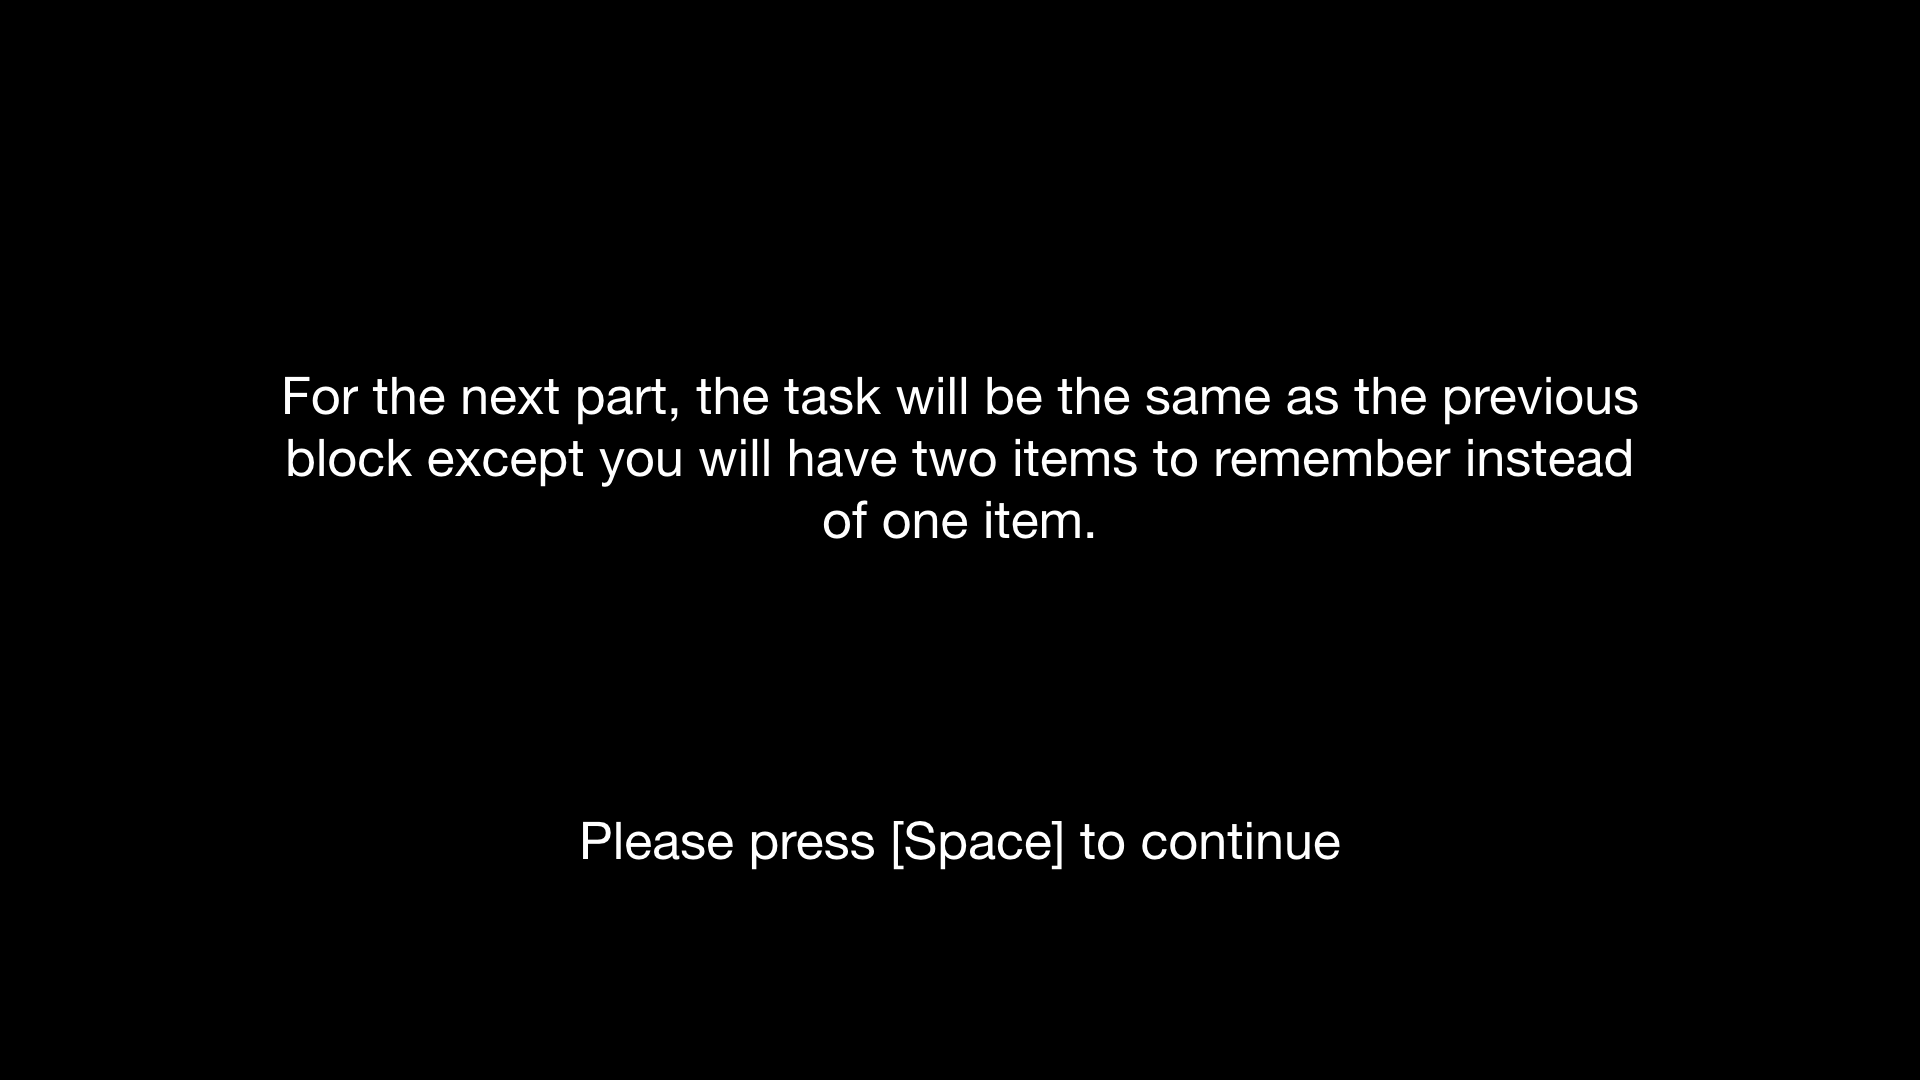 For the next part, the task will be the same as the previous
block except you will have two items to remember instead
of one item.
Please press [Space] to continue